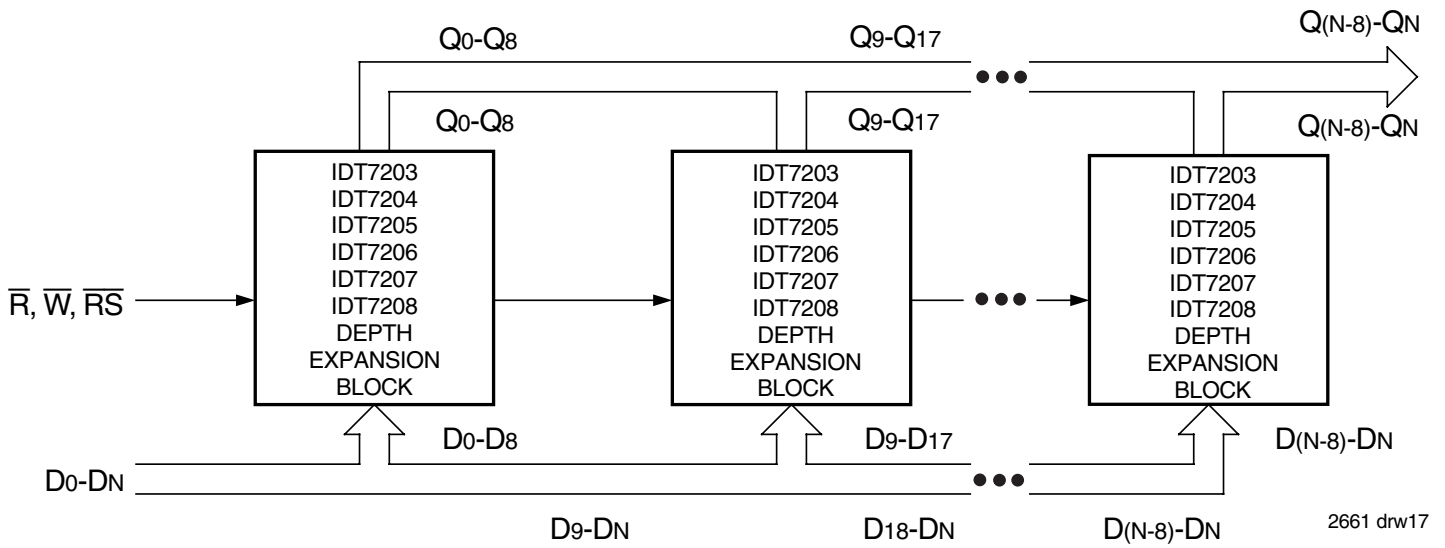 Q0-Q8
Q9-Q17
Q(N-8)-QN
Q0-Q8
Q9-Q17
Q(N-8)-QN
IDT7203
IDT7204
IDT7205
IDT7206
IDT7207
IDT7208
DEPTH
EXPANSION
BLOCK
IDT7203
IDT7204
IDT7205
IDT7206
IDT7207
IDT7208
DEPTH
EXPANSION
BLOCK
IDT7203
IDT7204
IDT7205
IDT7206
IDT7207
IDT7208
DEPTH
EXPANSION
BLOCK
R̅, W̅, R̅S̅
D0-D8
D9-D17
D(N-8)-DN
D0-DN
D9-DN
D18-DN
D(N-8)-DN
2661 drw17